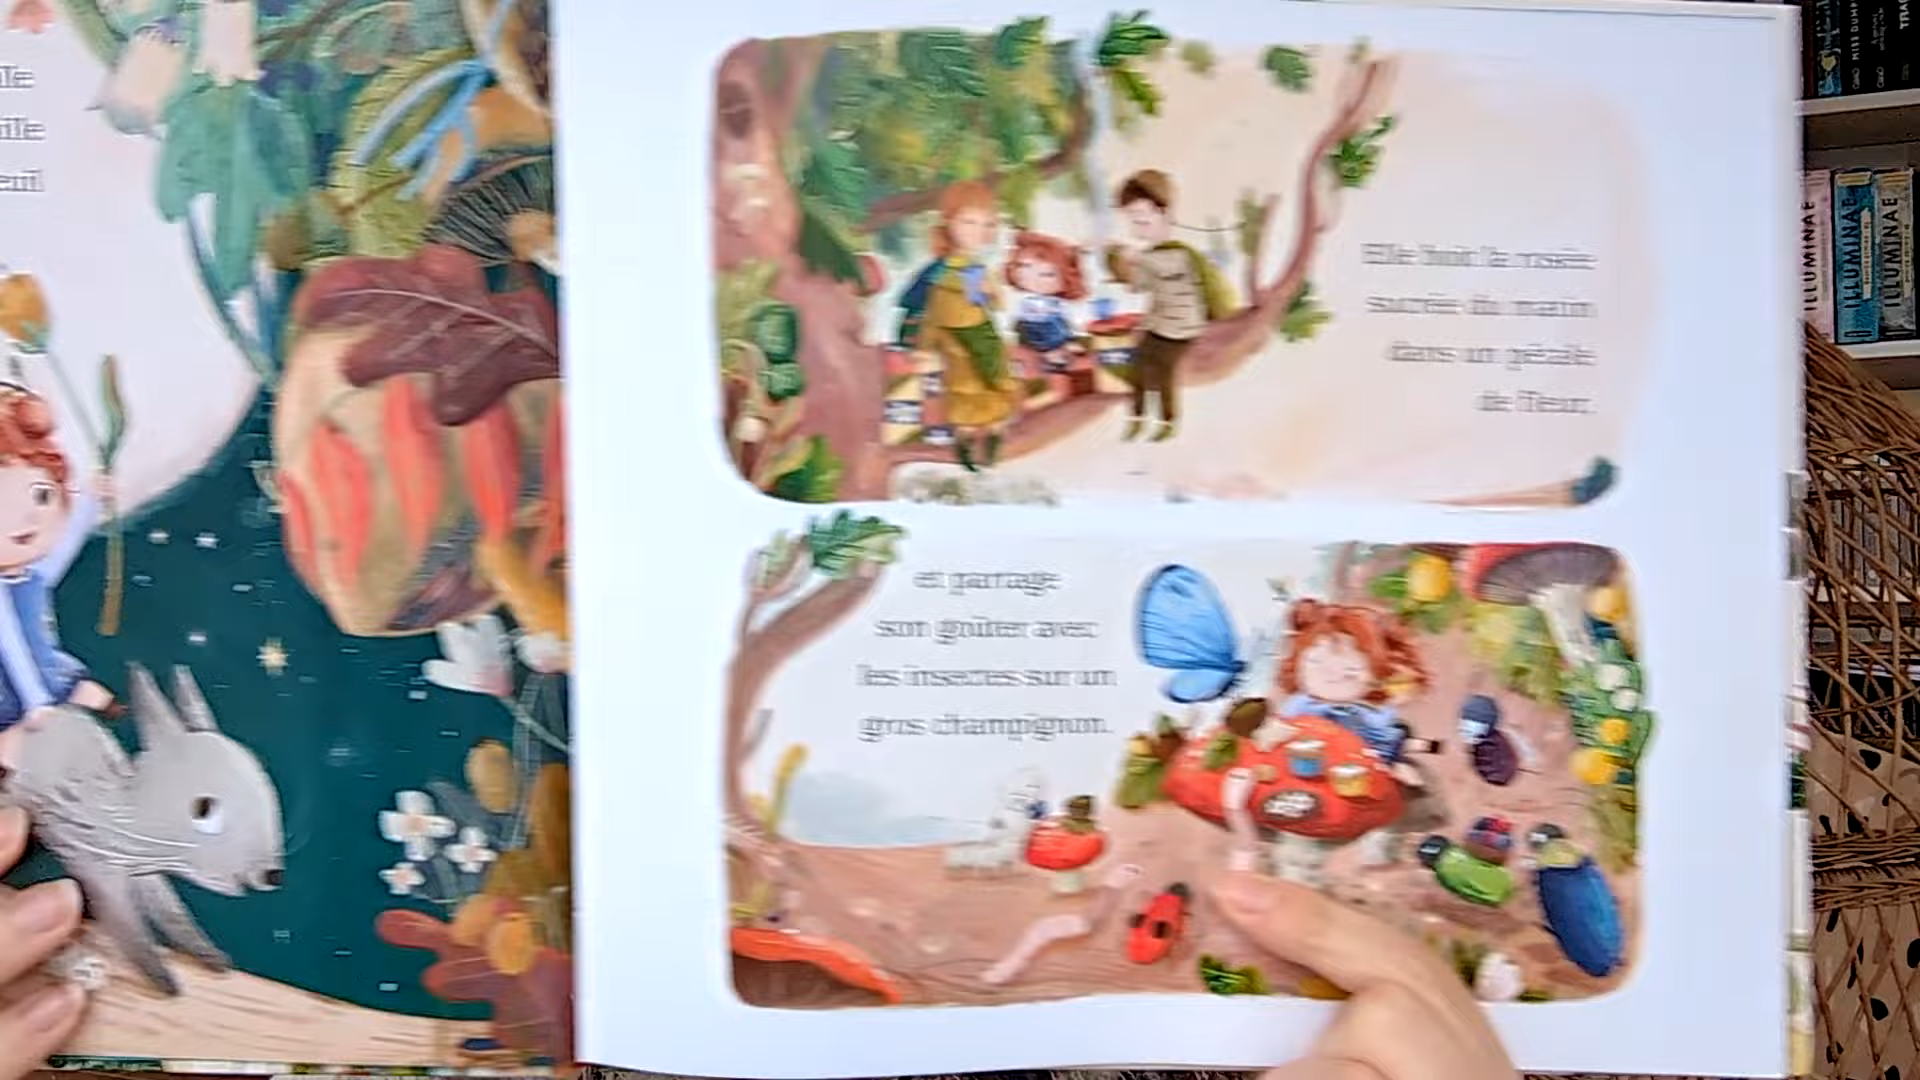 Elle boit la rosée
sucrée du matin
dans un pétale
de fleur,
et partage
son goûter avec
les insectes sur un
gros champignon.
ILLUMINAE
ILLUMINAE
ILLUMINAE